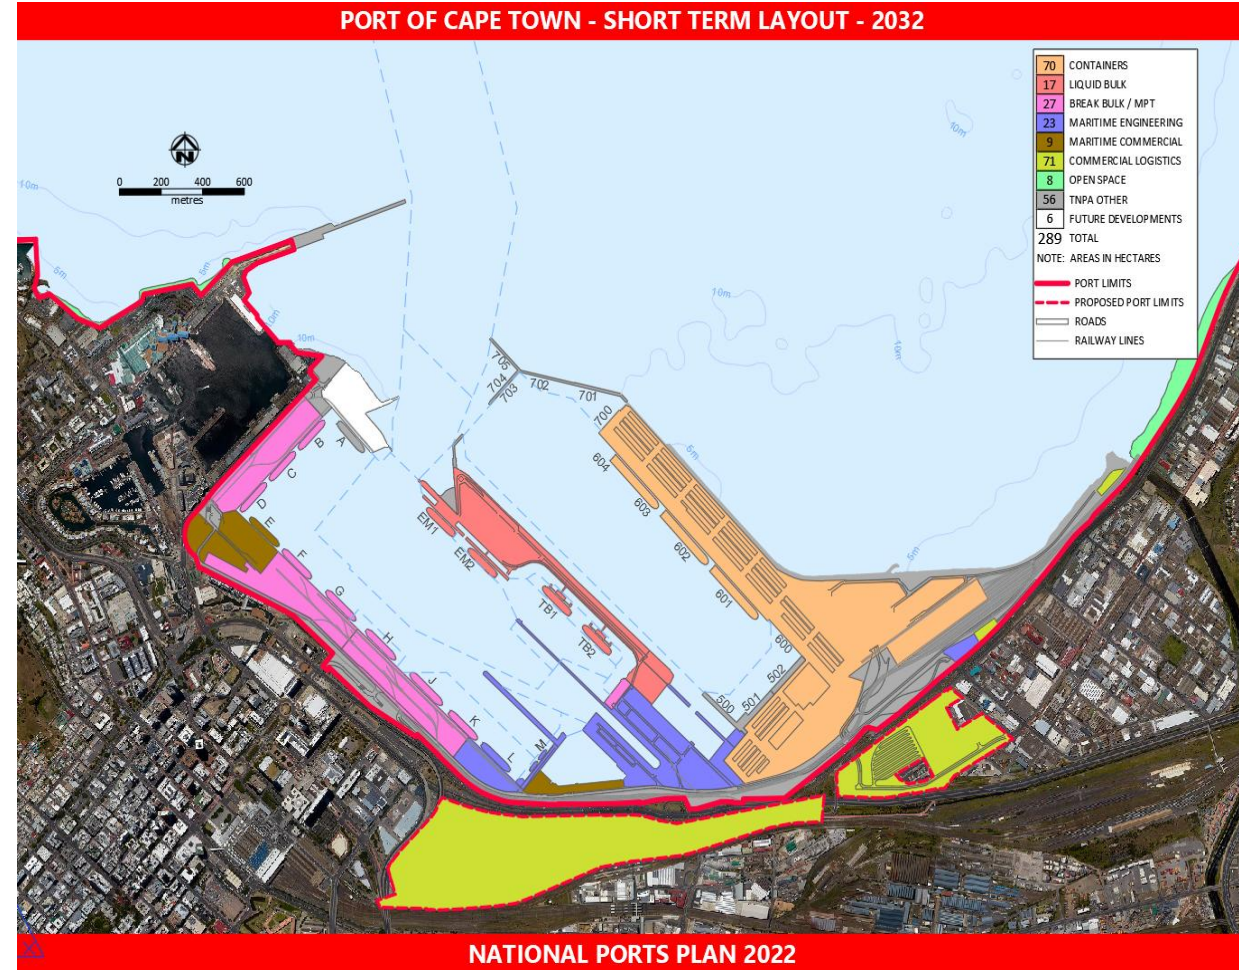 PORT OF CAPE TOWN - SHORT TERM LAYOUT - 2032
70 CONTAINERS
17 LIQUID BULK
27 BREAK BULK / MPT
23 MARITIME ENGINEERING
9 MARITIME COMMERCIAL
71 COMMERCIAL LOGISTICS
8 OPEN SPACE
56 TNPA OTHER
6 FUTURE DEVELOPMENTS
289 TOTAL
NOTE: AREAS IN HECTARES
PORT LIMITS
PROPOSED PORT LIMITS
ROADS
RAILWAY LINES
N
0 200 400 600
metres
10m
10m
5m
5m
10m
10m
10m
10m
5m
5m
705
704
703
702
701
700
604
603
602
601
600
502
501
500
A
B
C
D
E
F
G
H
J
K
L
M
EM1
EM2
TB1
TB2
NATIONAL PORTS PLAN 2022